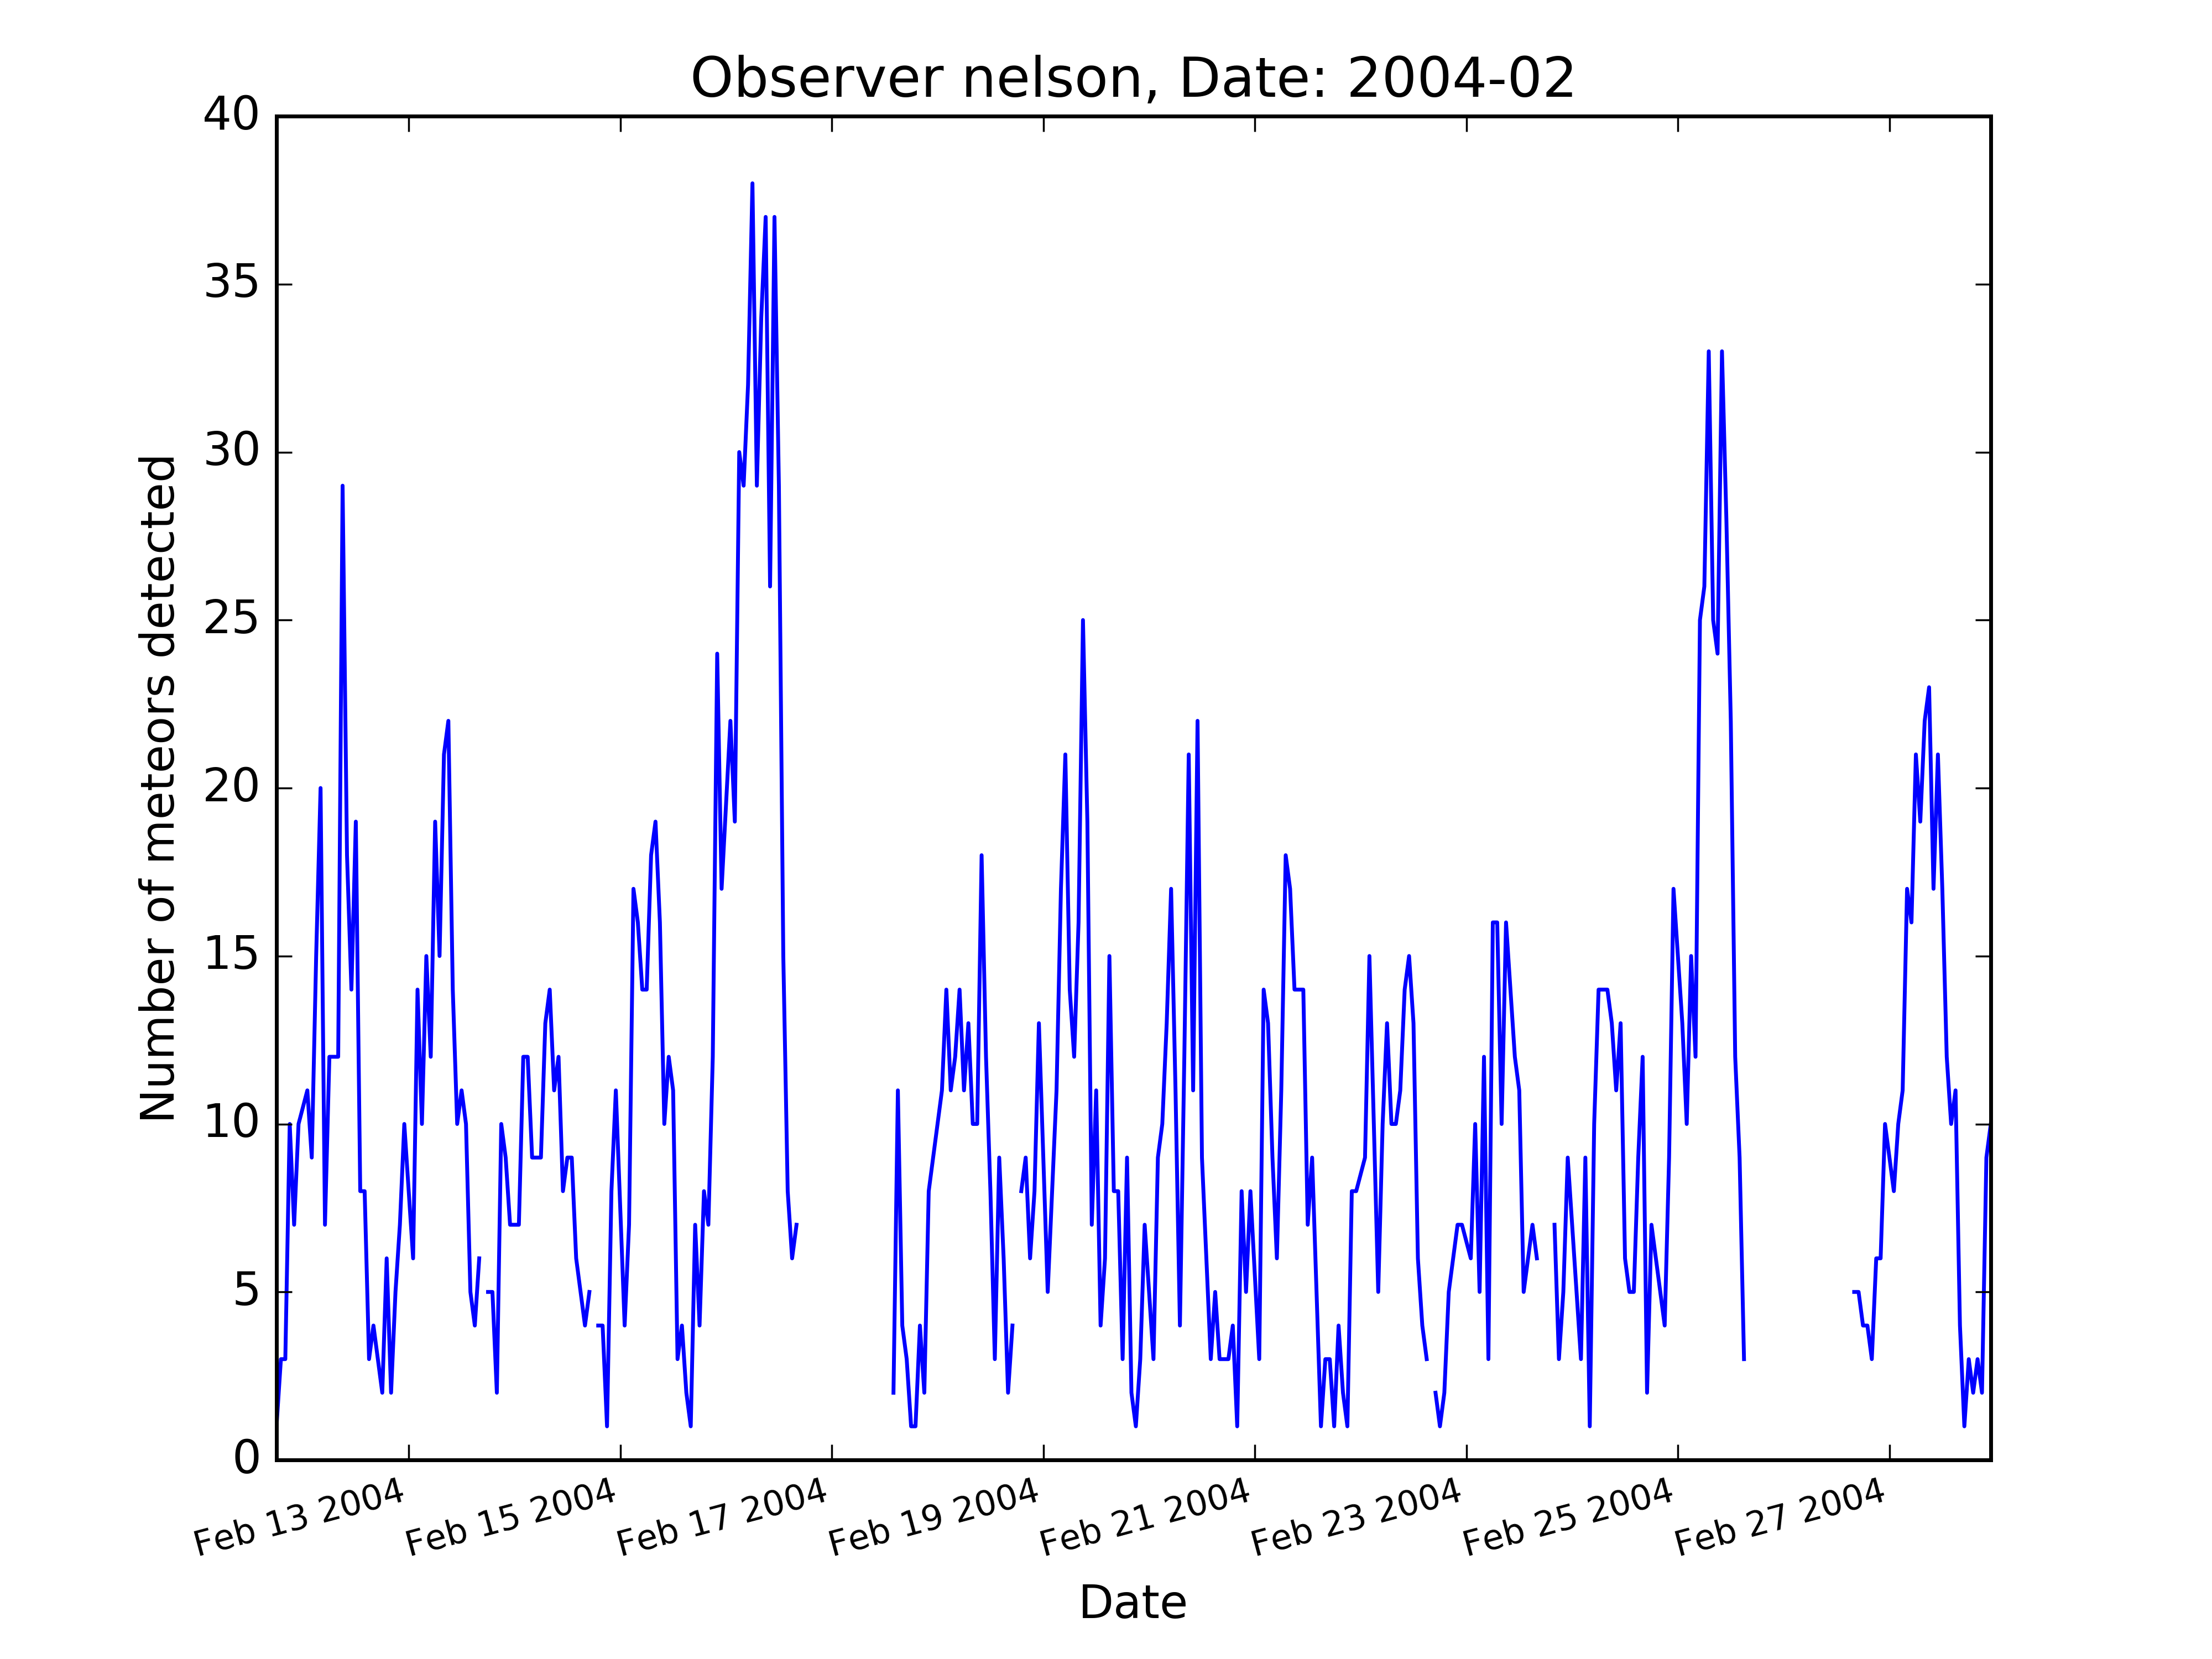 Observer nelson, Date: 2004-02
40
35
30
25
20
15
10
5
0
Number of meteors detected
Feb 13 2004
Feb 15 2004
Feb 17 2004
Feb 19 2004
Feb 21 2004
Feb 23 2004
Feb 25 2004
Feb 27 2004
Date